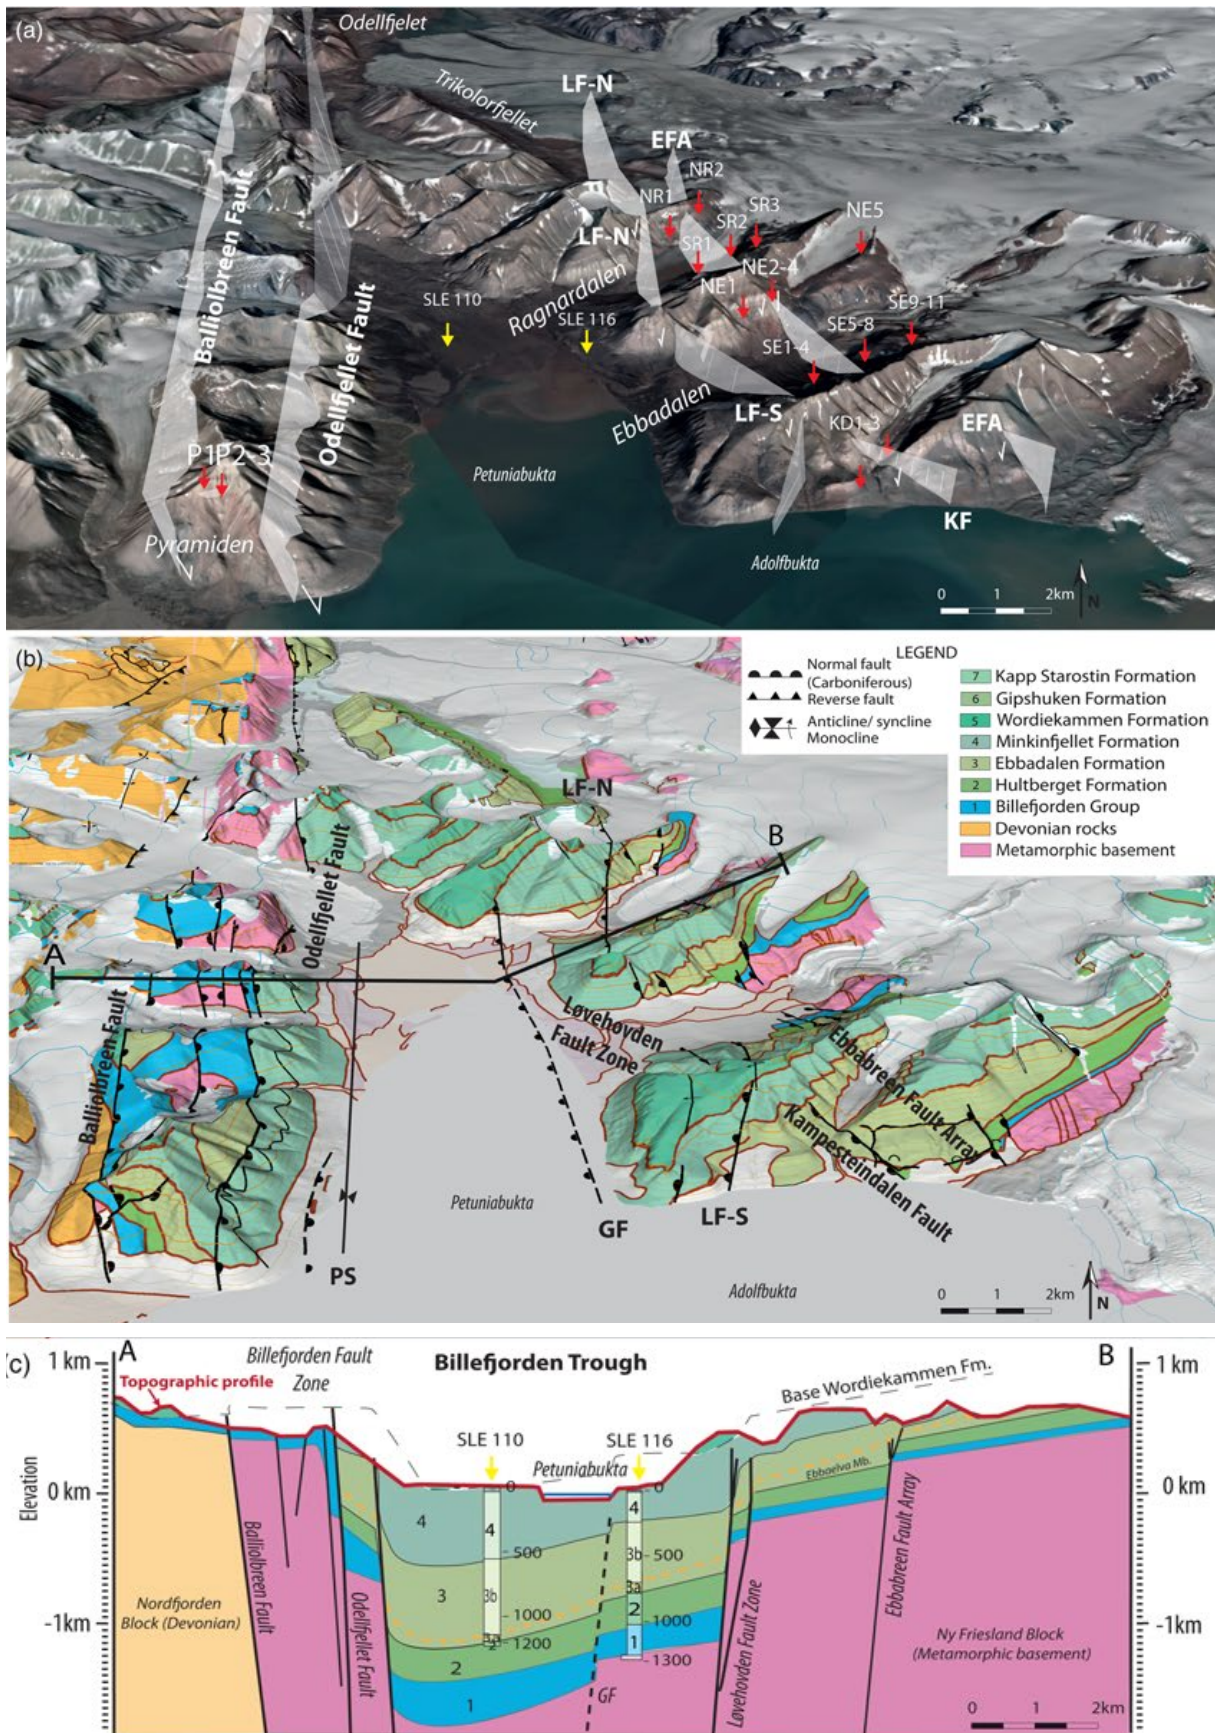 (a)
Odellfjelet
Trikolorfjellet
LF-N
EFA
NR2
NR1
SR3
NE5
SR2
LF-N
SR1
NE2-4
Balliolbreen Fault
Ragnardalen
NE1
SLE 110
SLE 116
SE9-11
SE5-8
SE1-4
Odellfjellet Fault
Ebbadalen
LF-S
KD1-3
EFA
P1P2-3
Petuniabukta
KF
Pyramiden
Adolfbukta
0 1 2km
N
(b)
LEGEND
Normal fault
(Carboniferous)
Reverse fault
Anticline/ syncline
Monocline
7 Kapp Starostin Formation
6 Gipshuken Formation
5 Wordiekammen Formation
4 Minkinfjellet Formation
3 Ebbadalen Formation
2 Hultberget Formation
1 Billefjorden Group
Devonian rocks
Metamorphic basement
LF-N
B
Odellfjellet Fault
A
Løvehovden
Fault Zone
Balliolbreen Fault
Ebbabreen Fault Array
Kampesteindalen Fault
Petuniabukta
GF
LF-S
PS
Adolfbukta
0 1 2km
N
(c)
1 km
A
Billefjorden Fault
Zone
Billefjorden Trough
B
1 km
Topographic profile
Base Wordiekammen Fm.
SLE 110
SLE 116
Petuniabukta
Elevation
0 km
0
0
0 km
Ebbaelva Mb.
4
4
4
500
3b
500
3
3b
3a
Balliolbreen Fault
Odellfjellet Fault
Løvehovden Fault Zone
Ebbabreen Fault Array
1000
2
1000
-1km
1200
1
-1km
Nordfjorden
Block (Devonian)
2
1300
Ny Friesland Block
(Metamorphic basement)
1
GF
0 1 2km